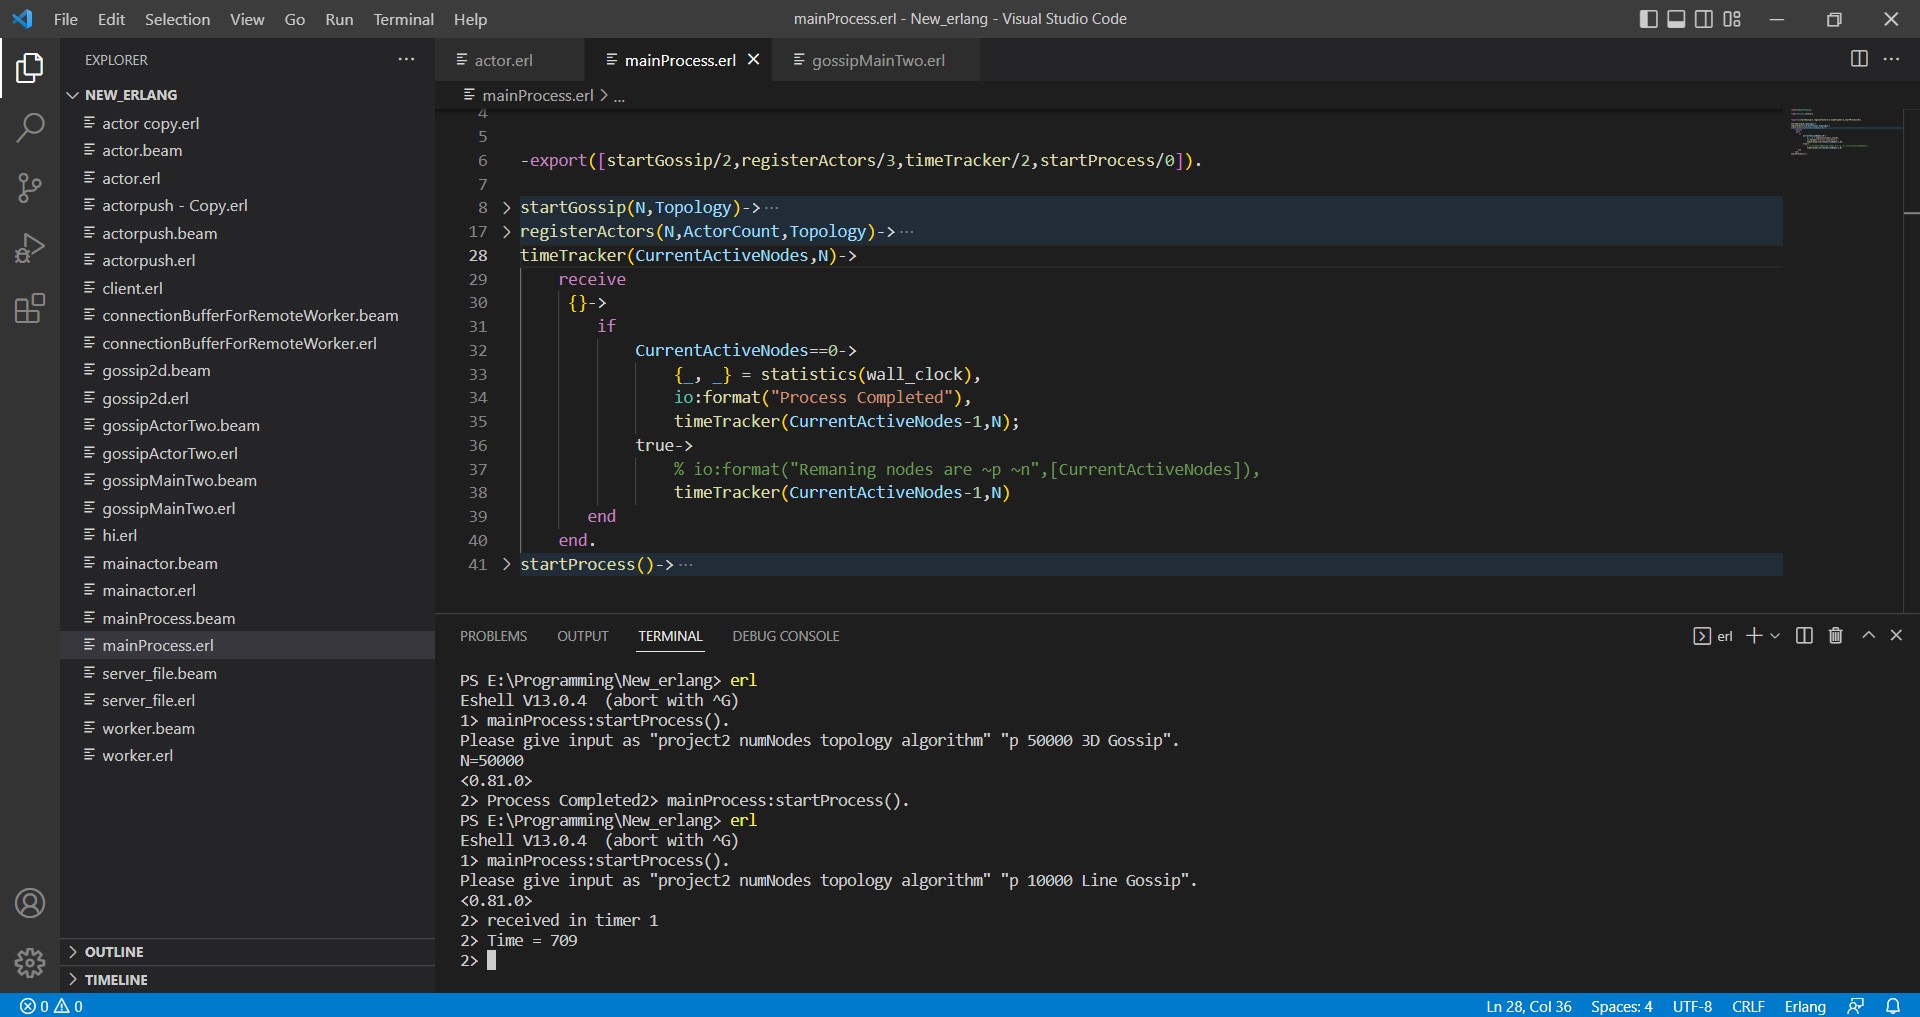 File Edit Selection View Go Run Terminal Help
mainProcess.erl - New_erlang - Visual Studio Code
EXPLORER
NEW_ERLANG
actor copy.erl
actor.beam
actor.erl
actorpush - Copy.erl
actorpush.beam
actorpush.erl
client.erl
connectionBufferForRemoteWorker.beam
connectionBufferForRemoteWorker.erl
gossip2d.beam
gossip2d.erl
gossipActorTwo.beam
gossipActorTwo.erl
gossipMainTwo.beam
gossipMainTwo.erl
hi.erl
mainactor.beam
mainactor.erl
mainProcess.beam
mainProcess.erl
server_file.beam
server_file.erl
worker.beam
worker.erl
OUTLINE
TIMELINE
actor.erl mainProcess.erl gossipMainTwo.erl
mainProcess.erl > ...
4
5
6 -export([startGossip/2,registerActors/3,timeTracker/2,startProcess/0]).
7
8 startGossip(N,Topology)->···
17 registerActors(N,ActorCount,Topology)->···
28 timeTracker(CurrentActiveNodes,N)->
29 receive
30 {}->
31 if
32 CurrentActiveNodes==0->
33 {_, _} = statistics(wall_clock),
34 io:format("Process Completed"),
35 timeTracker(CurrentActiveNodes-1,N);
36 true->
37 % io:format("Remaning nodes are ~p ~n",[CurrentActiveNodes]),
38 timeTracker(CurrentActiveNodes-1,N)
39 end
40 end.
41 startProcess()->···
PROBLEMS OUTPUT TERMINAL DEBUG CONSOLE
erl
PS E:\Programming\New_erlang> erl
Eshell V13.0.4  (abort with ^G)
1> mainProcess:startProcess().
Please give input as "project2 numNodes topology algorithm" "p 50000 3D Gossip".
N=50000
<0.81.0>
2> Process Completed2> mainProcess:startProcess().
PS E:\Programming\New_erlang> erl
Eshell V13.0.4  (abort with ^G)
1> mainProcess:startProcess().
Please give input as "project2 numNodes topology algorithm" "p 10000 Line Gossip".
<0.81.0>
2> received in timer 1
2> Time = 709
2>
0 0
Ln 28, Col 36 Spaces: 4 UTF-8 CRLF Erlang